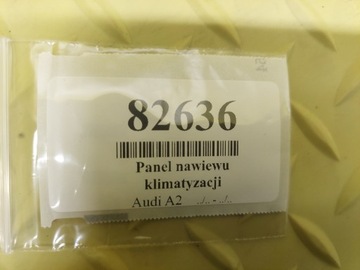 82636
Panel nawiewu
klimatyzacji
Audi A2 ../.. - ../..